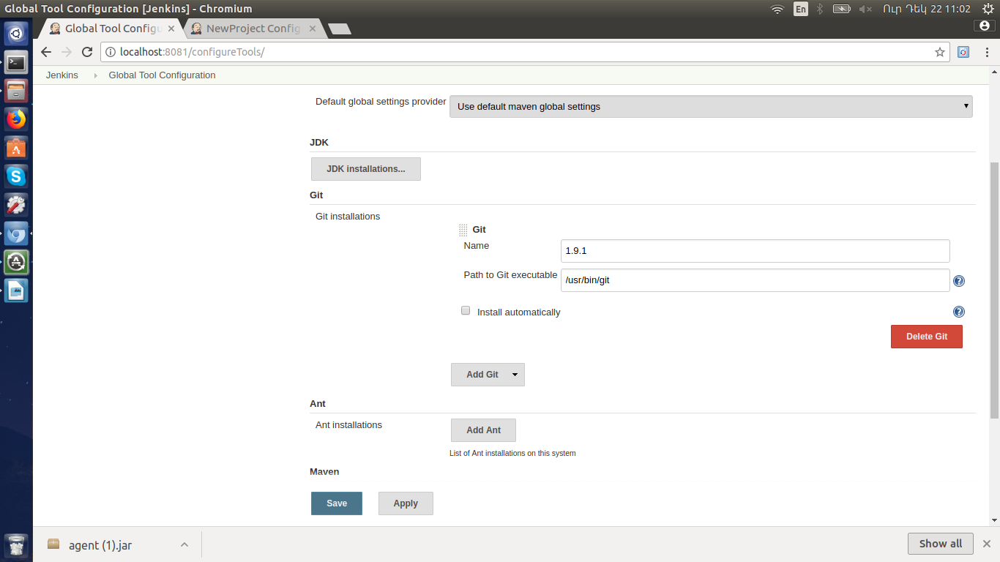 Global Tool Configuration [Jenkins] - Chromium
En
Ուր Դեկ 22 11:02
Global Tool Configu
NewProject Config
localhost:8081/configureTools/
Jenkins
Global Tool Configuration
Default global settings provider
Use default maven global settings
JDK
JDK installations...
Git
Git installations
Git
Name
1.9.1
Path to Git executable
/usr/bin/git
Install automatically
Delete Git
Add Git
Ant
Ant installations
Add Ant
List of Ant installations on this system
Maven
Save
Apply
agent (1).jar
Show all